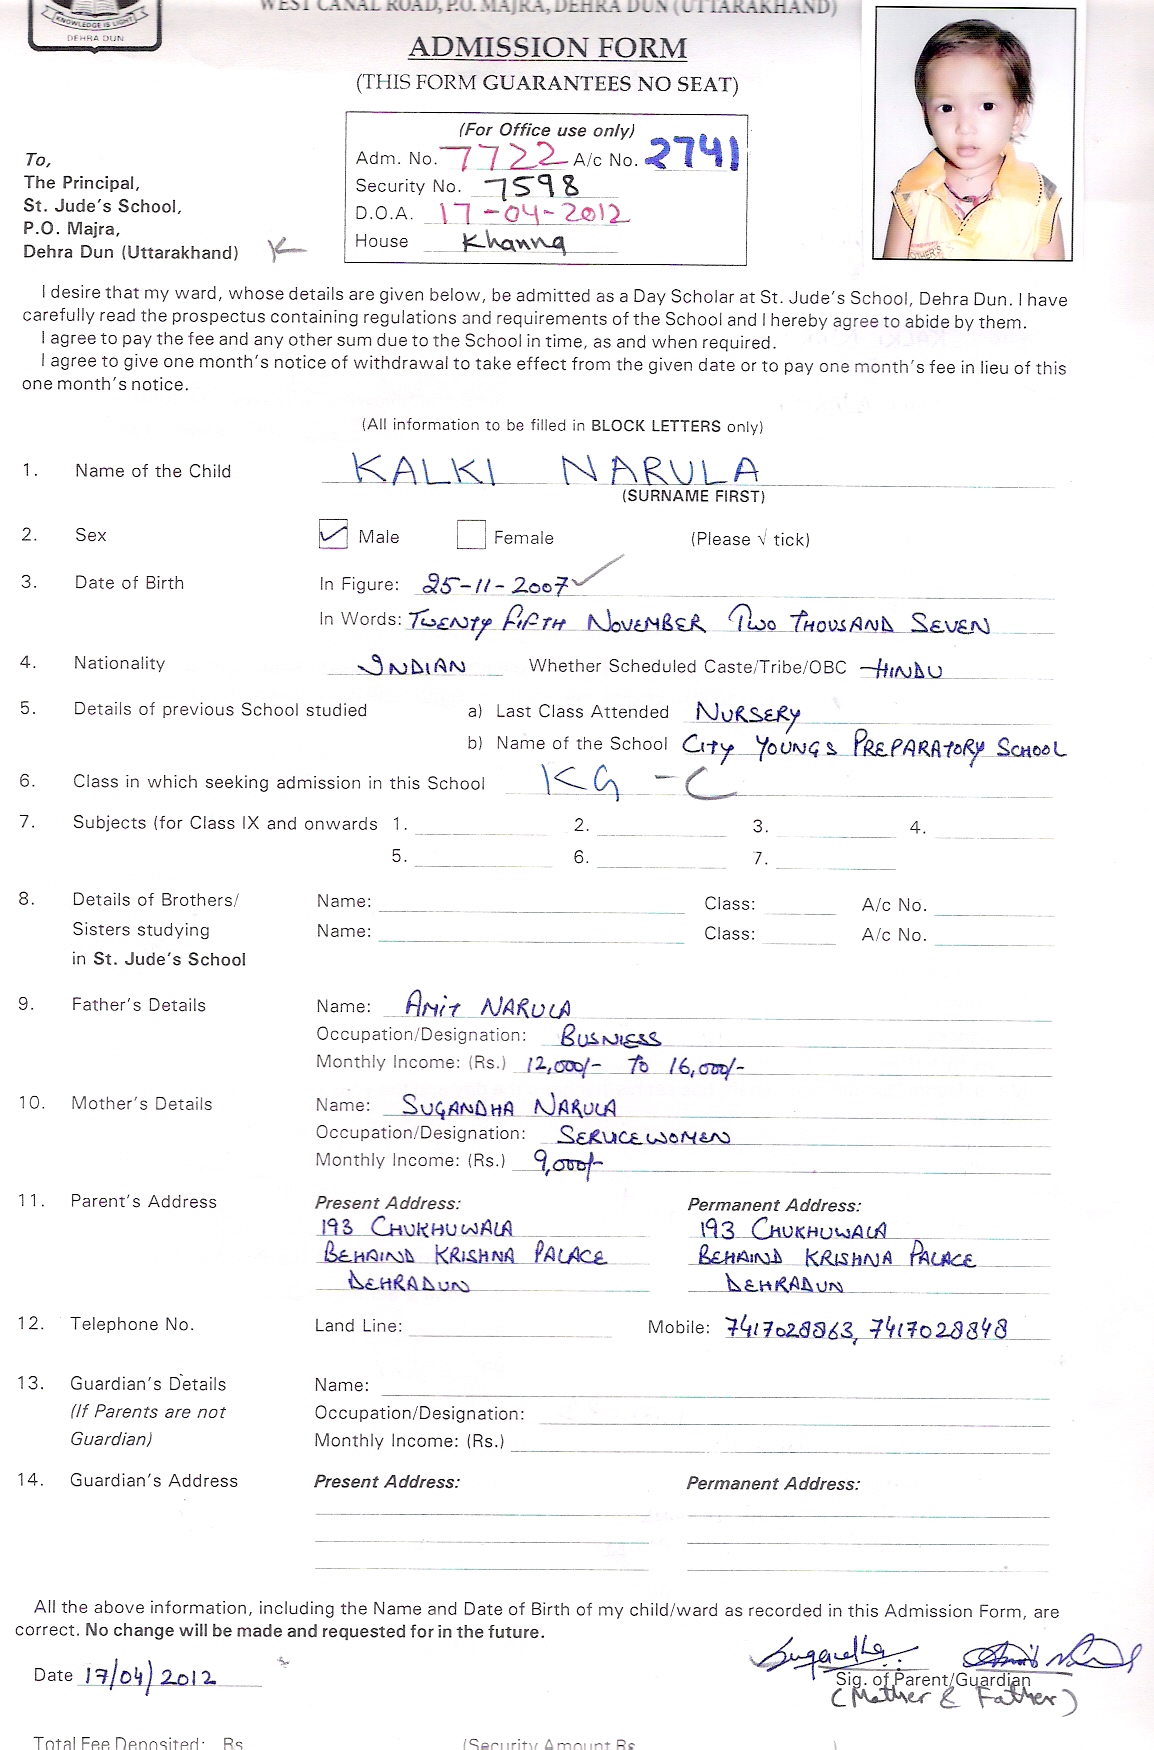 KNOWLEDGE IS LIGHT
DEHRA DUN
WEST CANAL ROAD, P.O. MAJRA, DEHRA DUN (UTTARAKHAND)
ADMISSION FORM
(THIS FORM GUARANTEES NO SEAT)
(For Office use only)
Adm. No. 7722 A/c No. 2741
Security No. 7598
D.O.A. 17-04-2012
House Khanna
To,
The Principal,
St. Jude's School,
P.O. Majra,
Dehra Dun (Uttarakhand)
I desire that my ward, whose details are given below, be admitted as a Day Scholar at St. Jude's School, Dehra Dun. I have
carefully read the prospectus containing regulations and requirements of the School and I hereby agree to abide by them.
I agree to pay the fee and any other sum due to the School in time, as and when required.
I agree to give one month's notice of withdrawal to take effect from the given date or to pay one month's fee in lieu of this
one month's notice.
(All information to be filled in BLOCK LETTERS only)
1. Name of the Child KALKI NARULA
(SURNAME FIRST)
2. Sex ✓ Male Female (Please √ tick)
3. Date of Birth In Figure: 25-11-2007
In Words: TWENTY FIFTH NOVEMBER TWO THOUSAND SEVEN
4. Nationality INDIAN Whether Scheduled Caste/Tribe/OBC HINDU
5. Details of previous School studied a) Last Class Attended NURSERY
b) Name of the School CITY YOUNGS PREPARATORY SCHOOL
6. Class in which seeking admission in this School KG - C
7. Subjects (for Class IX and onwards 1. 2. 3. 4.
5. 6. 7.
8. Details of Brothers/ Name: Class: A/c No.
Sisters studying Name: Class: A/c No.
in St. Jude's School
9. Father's Details Name: AMIT NARULA
Occupation/Designation: BUSNIESS
Monthly Income: (Rs.) 12,000/- TO 16,000/-
10. Mother's Details Name: SUGANDHA NARULA
Occupation/Designation: SERVICEWOMEN
Monthly Income: (Rs.) 9,000/-
11. Parent's Address Present Address: Permanent Address:
193 CHUKHUWALA 193 CHUKHUWALA
BEHAIND KRISHNA PALACE BEHAIND KRISHNA PALACE
DEHRADUN DEHRADUN
12. Telephone No. Land Line: Mobile: 7417028863, 7417028848
13. Guardian's Details Name:
(If Parents are not Occupation/Designation:
Guardian) Monthly Income: (Rs.)
14. Guardian's Address Present Address: Permanent Address:
All the above information, including the Name and Date of Birth of my child/ward as recorded in this Admission Form, are
correct. No change will be made and requested for in the future.
Sugandha
Date 17/04/2012 Sig. of Parent/Guardian
(Mother & Father)
Total Fee Deposited: Rs. (Security Amount Rs. )